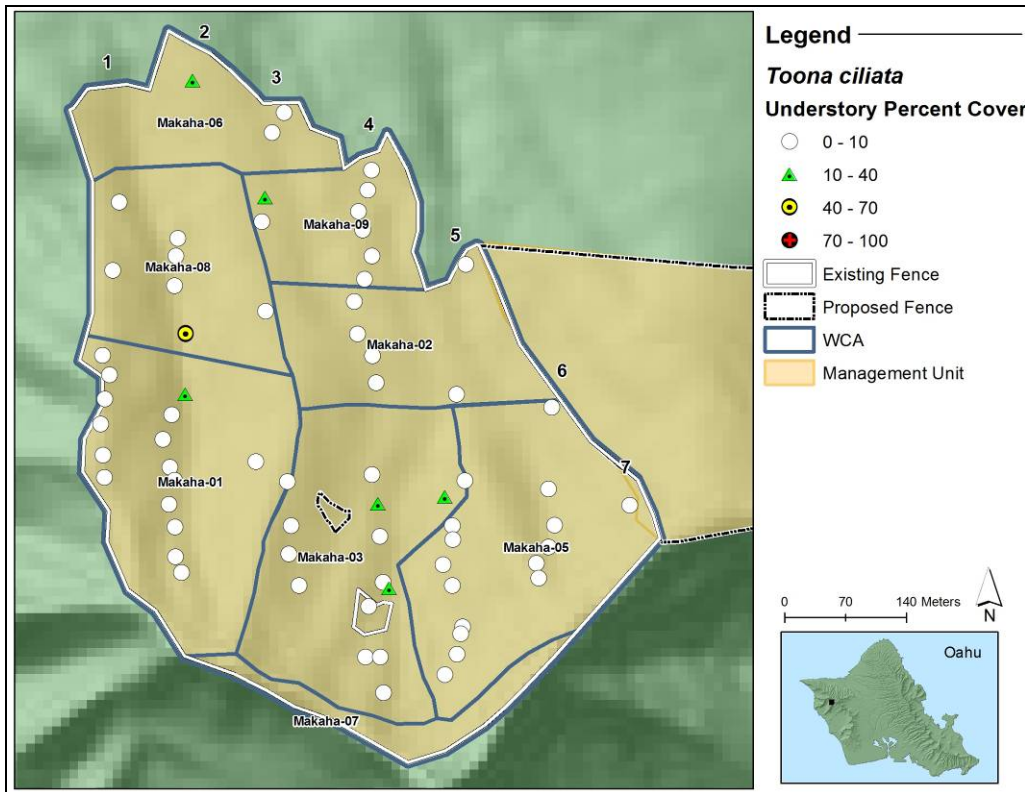 1
2
3
4
5
6
7
Makaha-06
Makaha-09
Makaha-08
Makaha-02
Makaha-01
Makaha-03
Makaha-05
Makaha-07
Legend
Toona ciliata
Understory Percent Cover
0 - 10
10 - 40
40 - 70
70 - 100
Existing Fence
Proposed Fence
WCA
Management Unit
0 70 140 Meters
N
Oahu